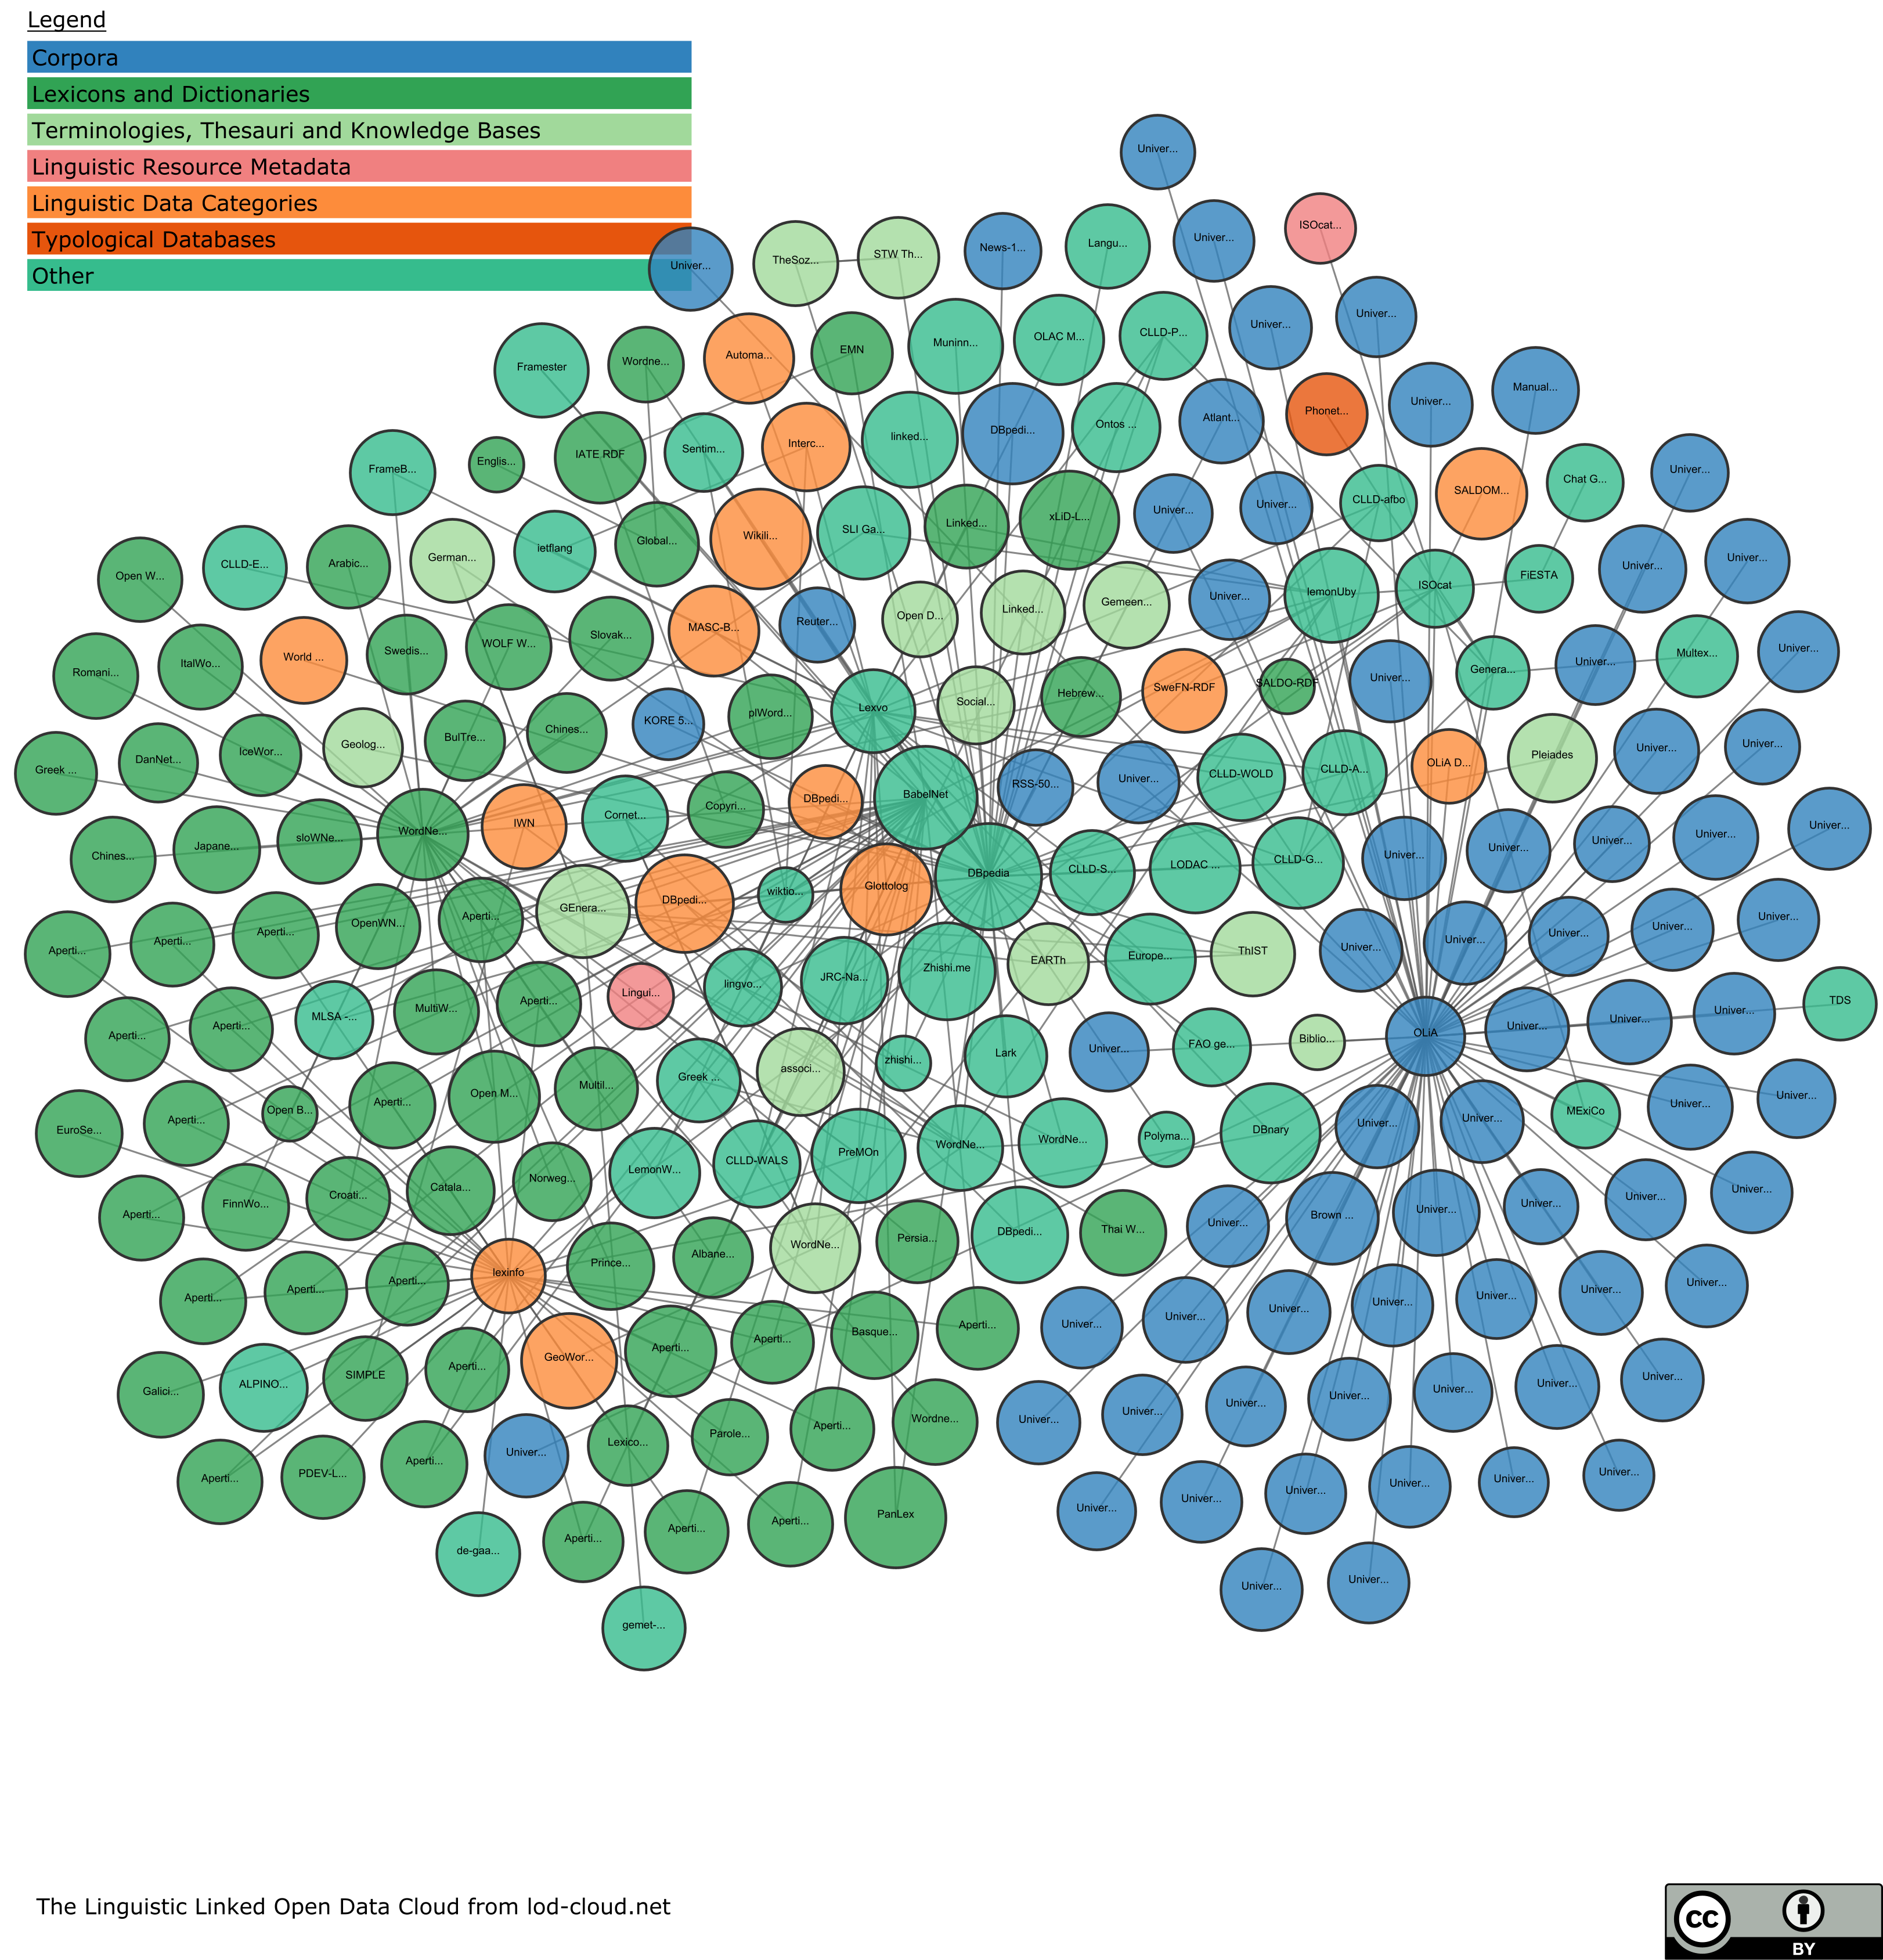 Legend
Corpora
Lexicons and Dictionaries
Terminologies, Thesauri and Knowledge Bases
Linguistic Resource Metadata
Linguistic Data Categories
Typological Databases
Other
Univer...
Univer...
ISOcat...
Langu...
News-1...
STW Th...
TheSoz...
Univer...
Univer...
Univer...
CLLD-P...
OLAC M...
Muninn...
EMN
Automa...
Wordne...
Framester
Manual...
Univer...
Phonet...
Atlant...
Ontos ...
DBpedi...
linked...
Interc...
Sentim...
IATE RDF
Englis...
FrameB...
Univer...
Chat G...
SALDOM...
CLLD-afbo
Univer...
Univer...
xLiD-L...
Linked...
SLI Ga...
Wikili...
Global...
ietflang
German...
Arabic...
CLLD-E...
Open W...
Univer...
Univer...
FiESTA
ISOcat
lemonUby
Univer...
Gemeen...
Linked...
Open D...
Reuter...
MASC-B...
Slovak...
WOLF W...
Swedis...
World ...
ItalWo...
Romani...
Univer...
Multex...
Univer...
Genera...
Univer...
SALDO-RDF
SweFN-RDF
Hebrew...
Social...
Lexvo
plWord...
KORE 5...
Chines...
BulTre...
Geolog...
IceWor...
DanNet...
Greek ...
Univer...
Univer...
Pleiades
OLiA D...
CLLD-A...
CLLD-WOLD
Univer...
RSS-50...
BabelNet
DBpedi...
Copyri...
Cornet...
IWN
WordNe...
sloWNe...
Japane...
Chines...
Univer...
Univer...
Univer...
Univer...
Univer...
CLLD-G...
LODAC ...
CLLD-S...
DBpedia
Glottolog
wiktio...
DBpedi...
GEnera...
Aperti...
OpenWN...
Aperti...
Aperti...
Aperti...
Univer...
Univer...
Univer...
Univer...
Univer...
ThIST
Europe...
EARTh
Zhishi.me
JRC-Na...
lingvo...
Lingui...
Aperti...
MultiW...
MLSA -...
Aperti...
Aperti...
TDS
Univer...
Univer...
Univer...
OLiA
Biblio...
FAO ge...
Univer...
Lark
zhishi...
associ...
Greek ...
Multil...
Open M...
Aperti...
Open B...
Aperti...
EuroSe...
Univer...
Univer...
MExiCo
Univer...
Univer...
DBnary
Polyma...
WordNe...
WordNe...
PreMOn
CLLD-WALS
LemonW...
Norweg...
Catala...
Croati...
FinnWo...
Aperti...
Univer...
Univer...
Univer...
Univer...
Brown ...
Univer...
Thai W...
DBpedi...
Persia...
WordNe...
Albane...
Prince...
lexinfo
Aperti...
Aperti...
Aperti...
Univer...
Univer...
Univer...
Univer...
Univer...
Univer...
Univer...
Aperti...
Basque...
Aperti...
Aperti...
GeoWor...
Aperti...
SIMPLE
ALPINO...
Galici...
Univer...
Univer...
Univer...
Univer...
Univer...
Univer...
Univer...
Wordne...
Aperti...
Parole...
Lexico...
Univer...
Aperti...
PDEV-L...
Aperti...
Univer...
Univer...
Univer...
Univer...
Univer...
Univer...
PanLex
Aperti...
Aperti...
Aperti...
de-gaa...
Univer...
Univer...
gemet-...
The Linguistic Linked Open Data Cloud from lod-cloud.net
cc
BY